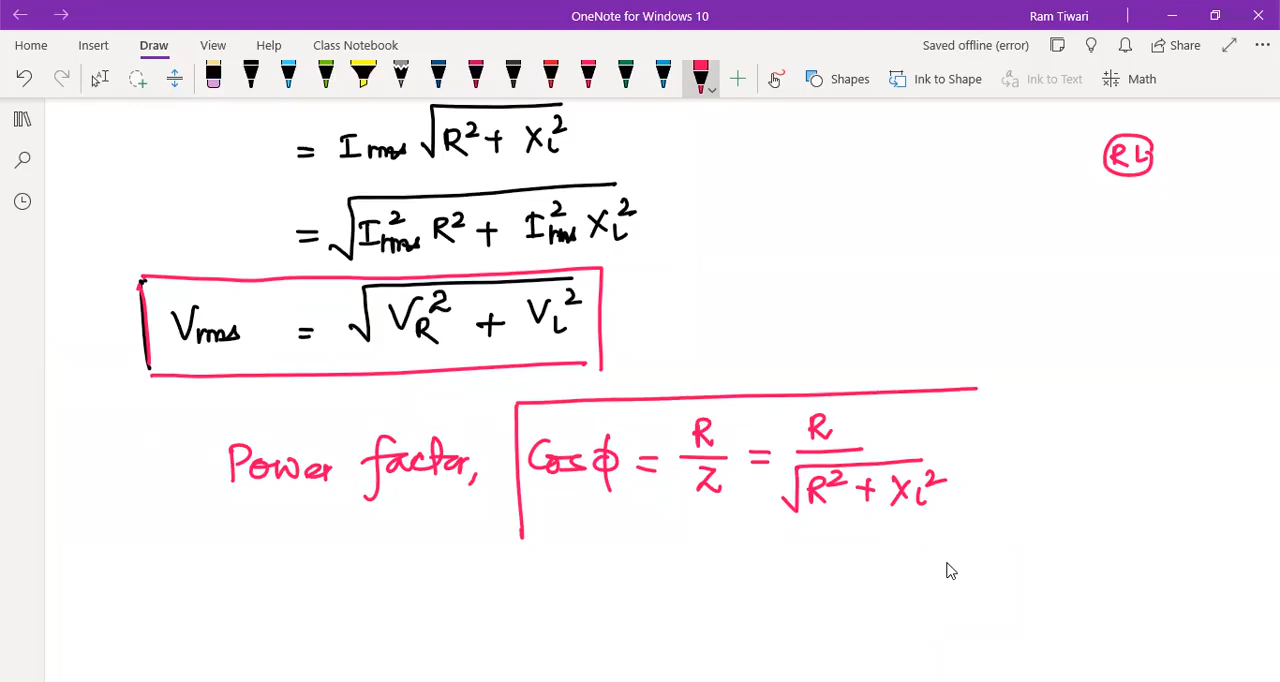 OneNote for Windows 10
Ram Tiwari
Home Insert Draw View Help Class Notebook
Saved offline (error) Share
Shapes Ink to Shape Ink to Text Math
= Irms √R² + XL²
RL
= √Irms² R² + Irms² XL²
Vrms = √VR² + VL²
Power factor, Cosφ = R/Z = R/√R² + XL²